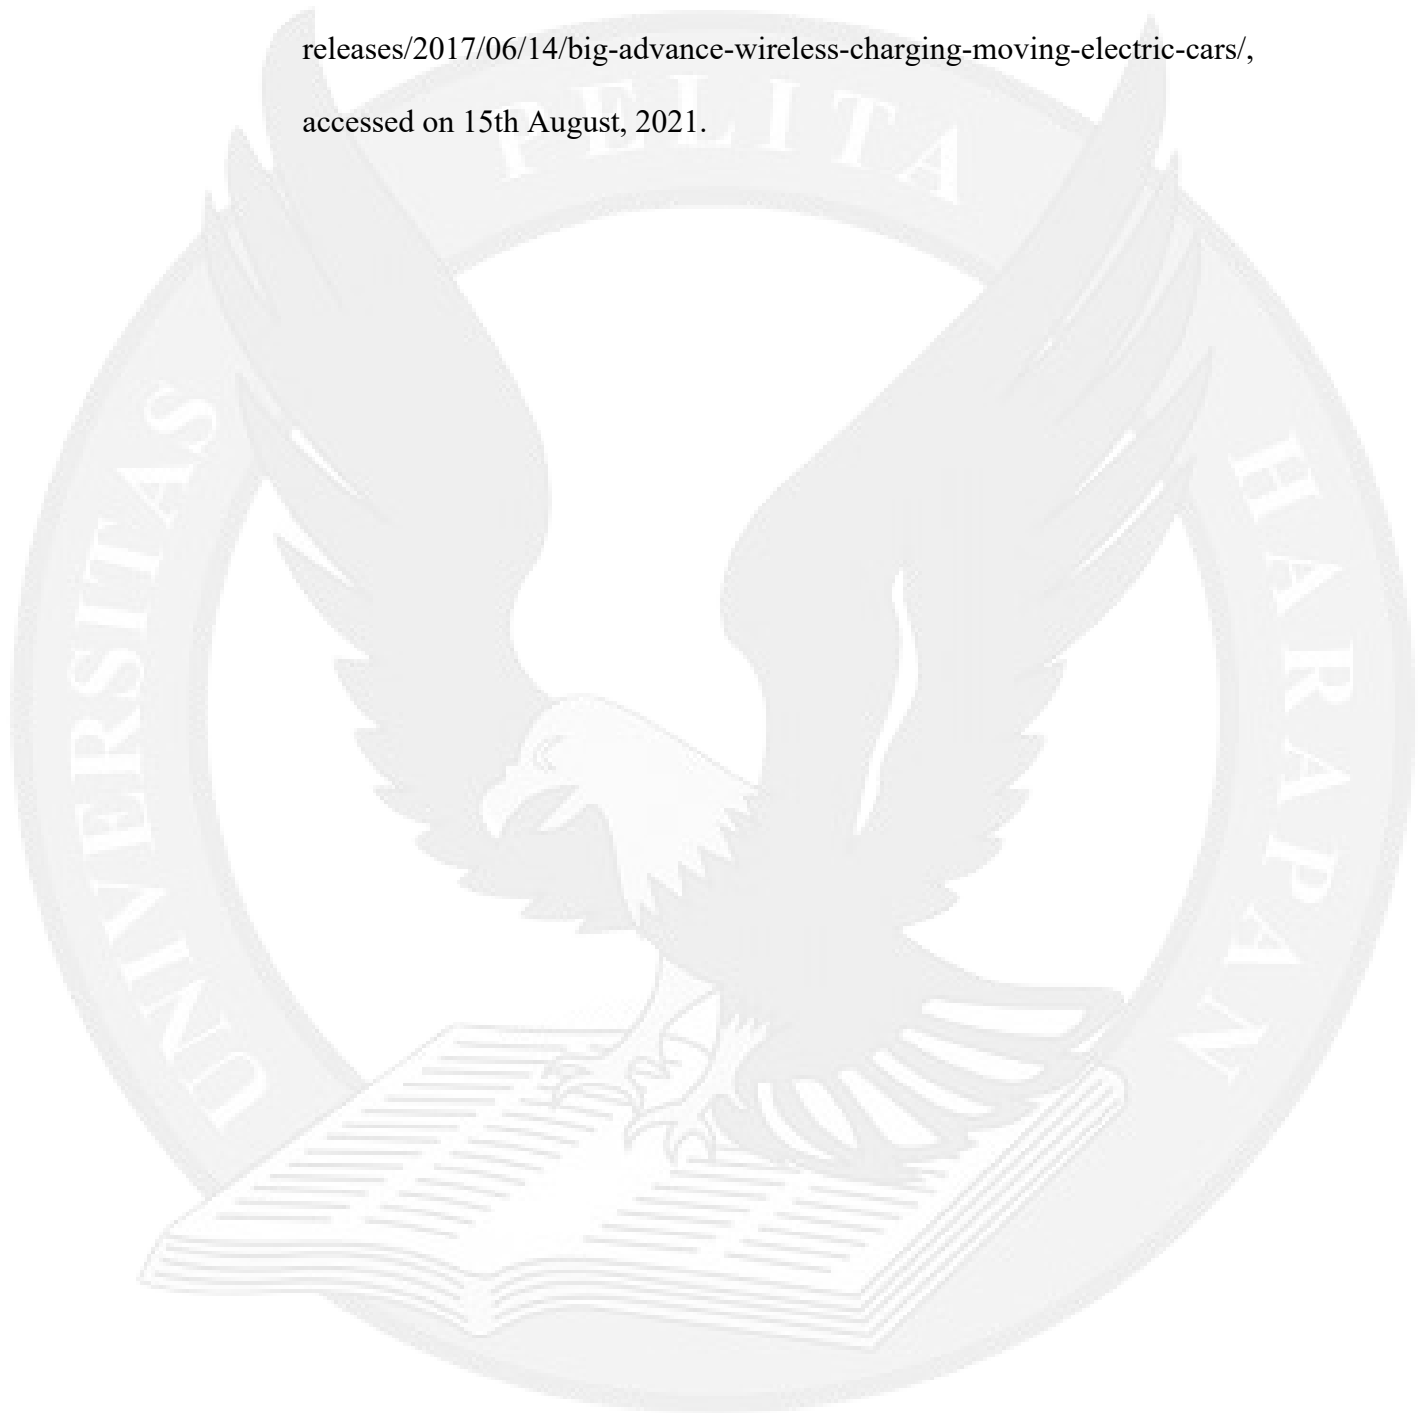 releases/2017/06/14/big-advance-wireless-charging-moving-electric-cars/,
accessed on 15th August, 2021.
UNIVERSITAS PELITA HARAPAN